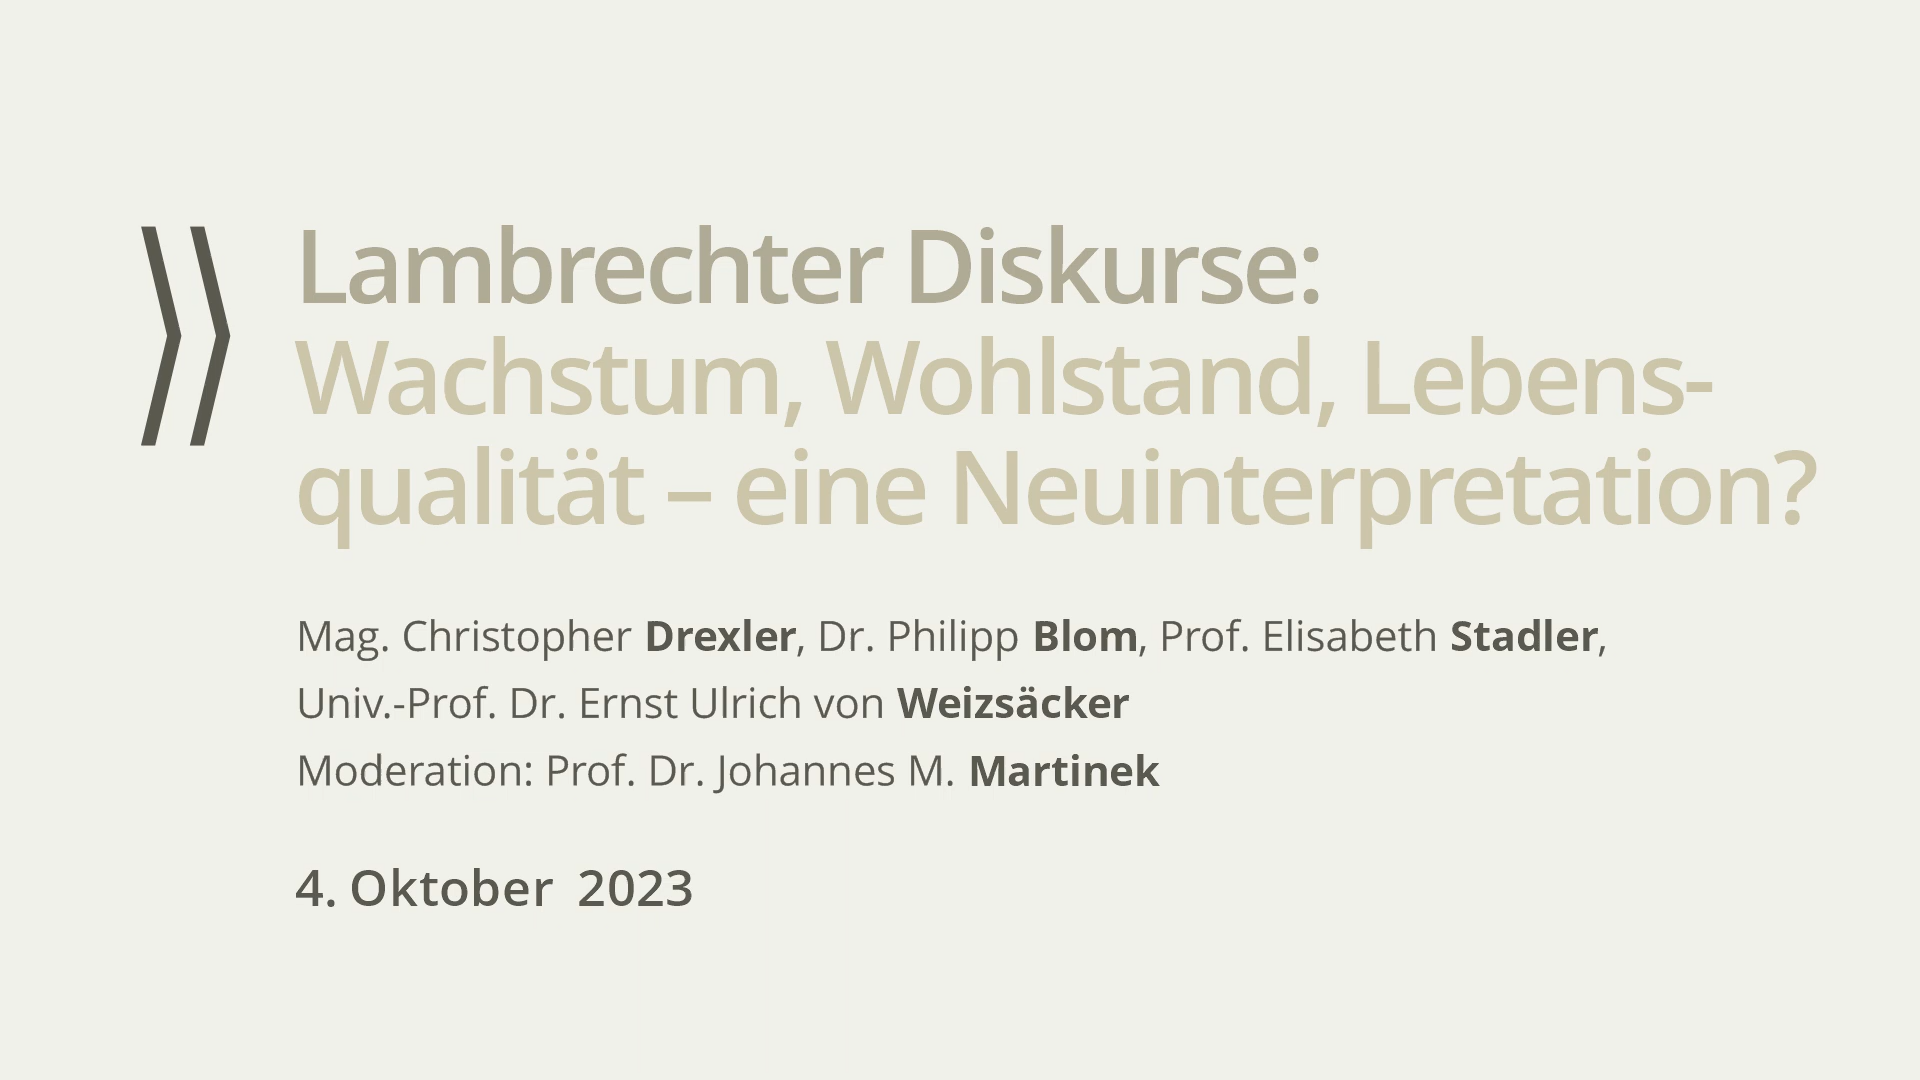 Lambrechter Diskurse:
Wachstum, Wohlstand, Lebens-
qualität – eine Neuinterpretation?
Mag. Christopher Drexler, Dr. Philipp Blom, Prof. Elisabeth Stadler,
Univ.-Prof. Dr. Ernst Ulrich von Weizsäcker
Moderation: Prof. Dr. Johannes M. Martinek
4. Oktober 2023